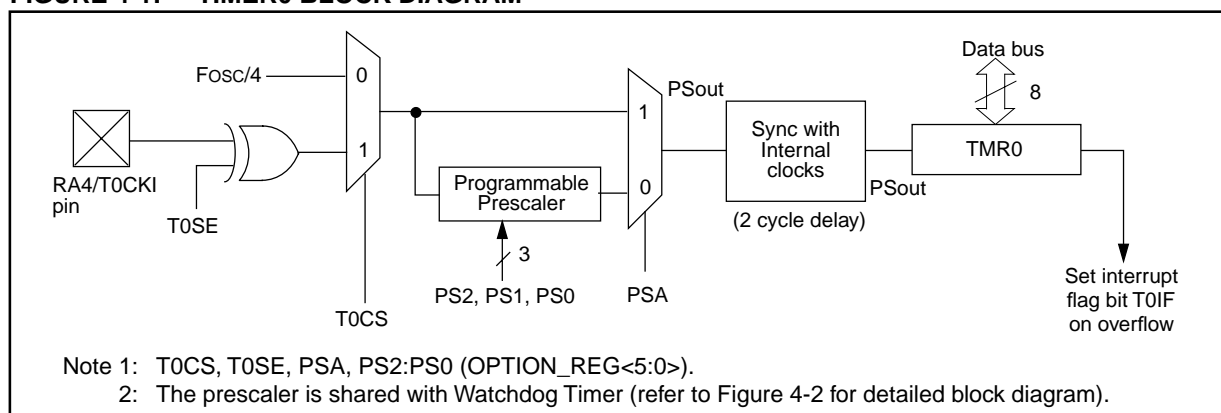 FIGURE 4-1: TIMER0 BLOCK DIAGRAM
Data bus
FOSC/4
0
PSout
8
1
1
Sync with
Internal
clocks
TMR0
RA4/T0CKI
pin
T0SE
Programmable
Prescaler
0
PSout
(2 cycle delay)
3
PS2, PS1, PS0
PSA
T0CS
Set interrupt
flag bit T0IF
on overflow
Note 1: T0CS, T0SE, PSA, PS2:PS0 (OPTION_REG<5:0>).
2: The prescaler is shared with Watchdog Timer (refer to Figure 4-2 for detailed block diagram).